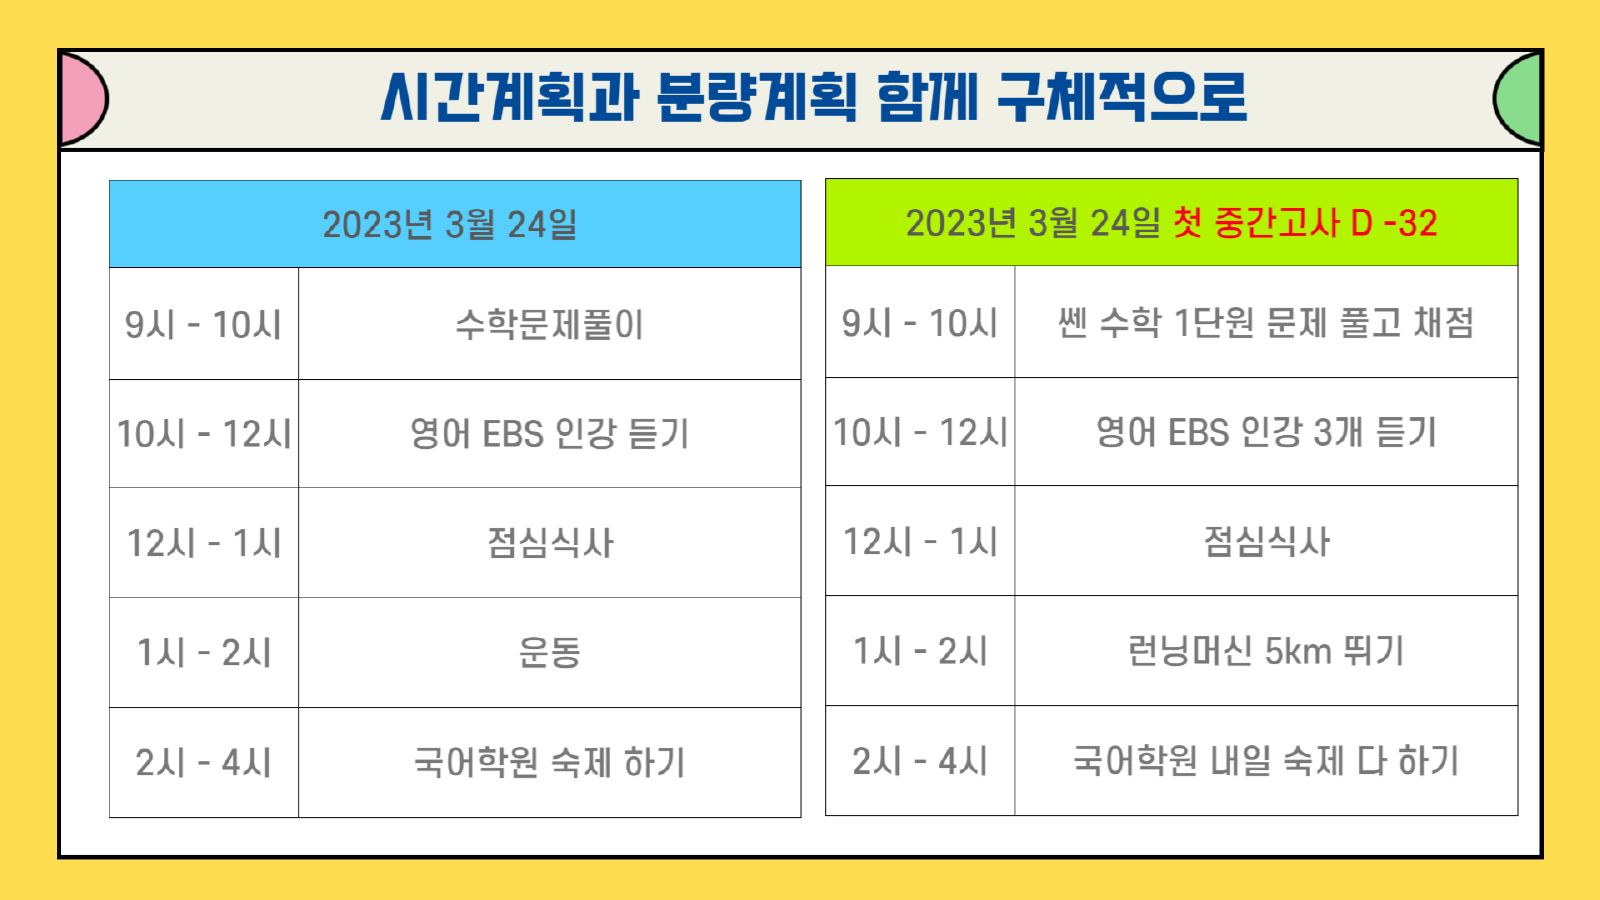 시간계획과 분량계획 함께 구체적으로
2023년 3월 24일
9시 - 10시 수학문제풀이
10시 - 12시 영어 EBS 인강 듣기
12시 - 1시 점심식사
1시 - 2시 운동
2시 - 4시 국어학원 숙제 하기
2023년 3월 24일 첫 중간고사 D -32
9시 - 10시 쎈 수학 1단원 문제 풀고 채점
10시 - 12시 영어 EBS 인강 3개 듣기
12시 - 1시 점심식사
1시 - 2시 런닝머신 5km 뛰기
2시 - 4시 국어학원 내일 숙제 다 하기